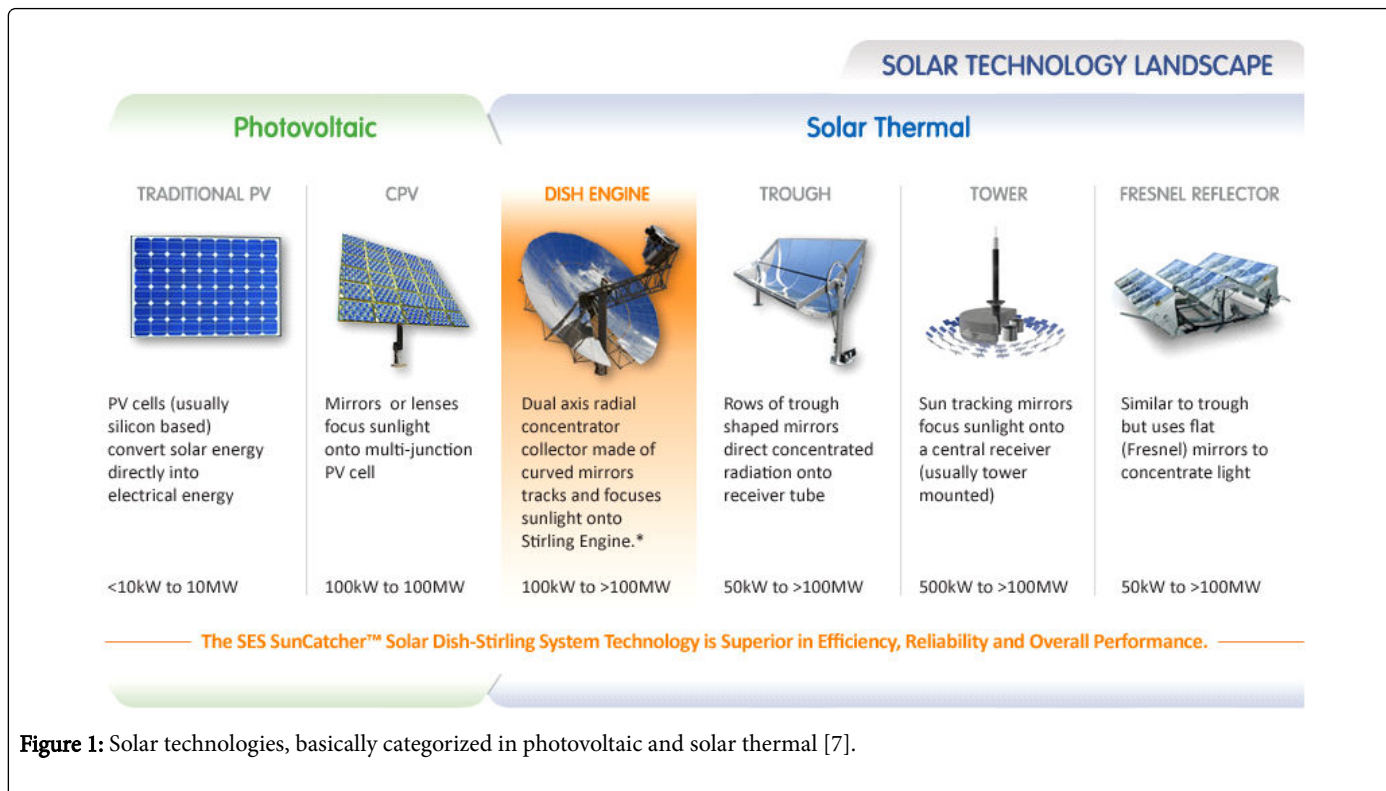 SOLAR TECHNOLOGY LANDSCAPE
Photovoltaic
Solar Thermal
TRADITIONAL PV
PV cells (usually
silicon based)
convert solar energy
directly into
electrical energy
<10kW to 10MW
CPV
Mirrors or lenses
focus sunlight
onto multi-junction
PV cell
100kW to 100MW
DISH ENGINE
Dual axis radial
concentrator
collector made of
curved mirrors
tracks and focuses
sunlight onto
Stirling Engine.*
100kW to >100MW
TROUGH
Rows of trough
shaped mirrors
direct concentrated
radiation onto
receiver tube
50kW to >100MW
TOWER
Sun tracking mirrors
focus sunlight onto
a central receiver
(usually tower
mounted)
500kW to >100MW
FRESNEL REFLECTOR
Similar to trough
but uses flat
(Fresnel) mirrors to
concentrate light
50kW to >100MW
The SES SunCatcher™ Solar Dish-Stirling System Technology is Superior in Efficiency, Reliability and Overall Performance.
Figure 1: Solar technologies, basically categorized in photovoltaic and solar thermal [7].